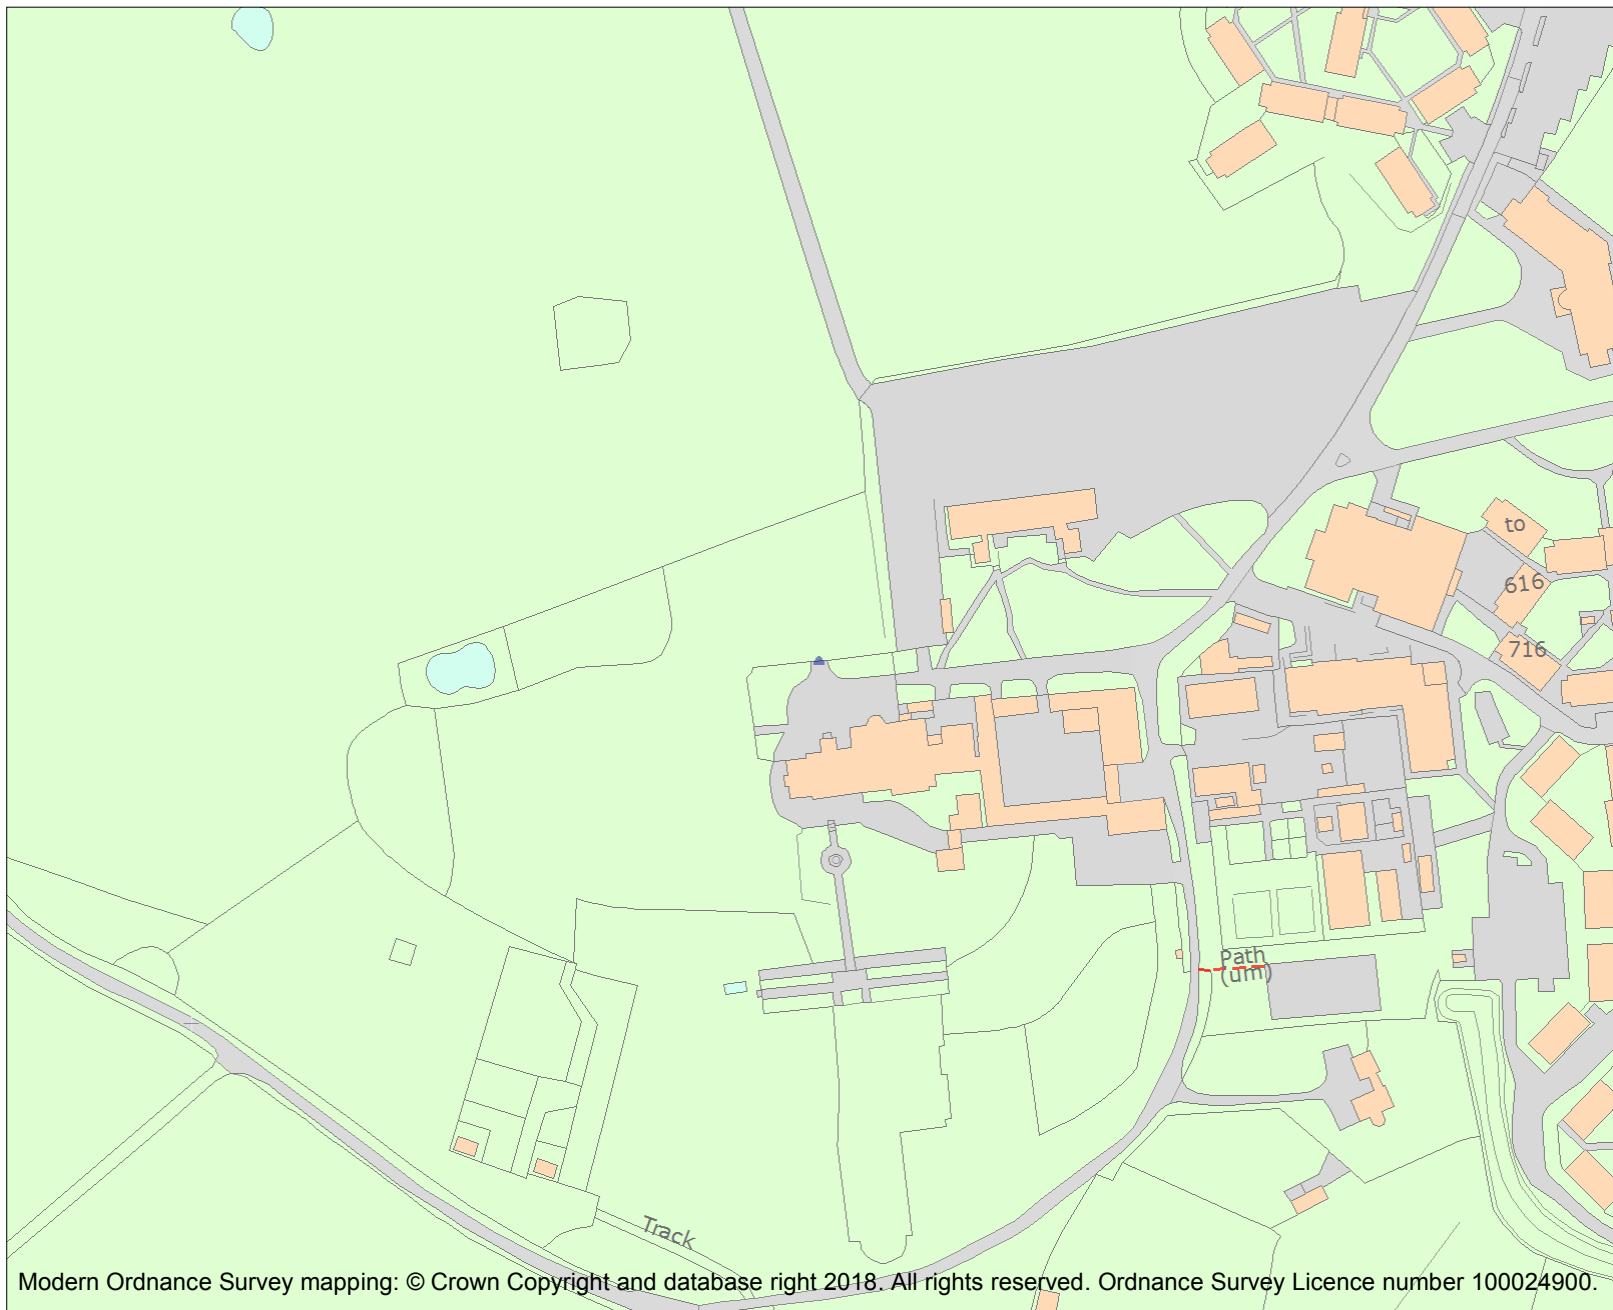 to
616
716
Path
(um)
Track
Modern Ordnance Survey mapping: © Crown Copyright and database right 2018. All rights reserved. Ordnance Survey Licence number 100024900.